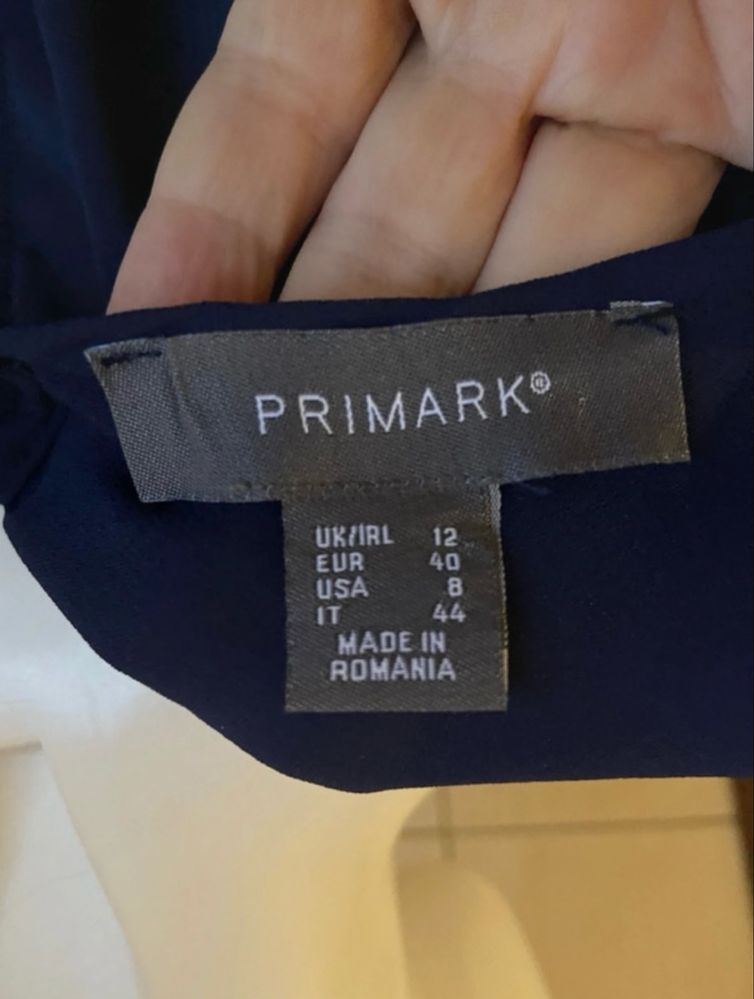 PRIMARK®
UK/IRL 12
EUR 40
USA 8
IT 44
MADE IN
ROMANIA